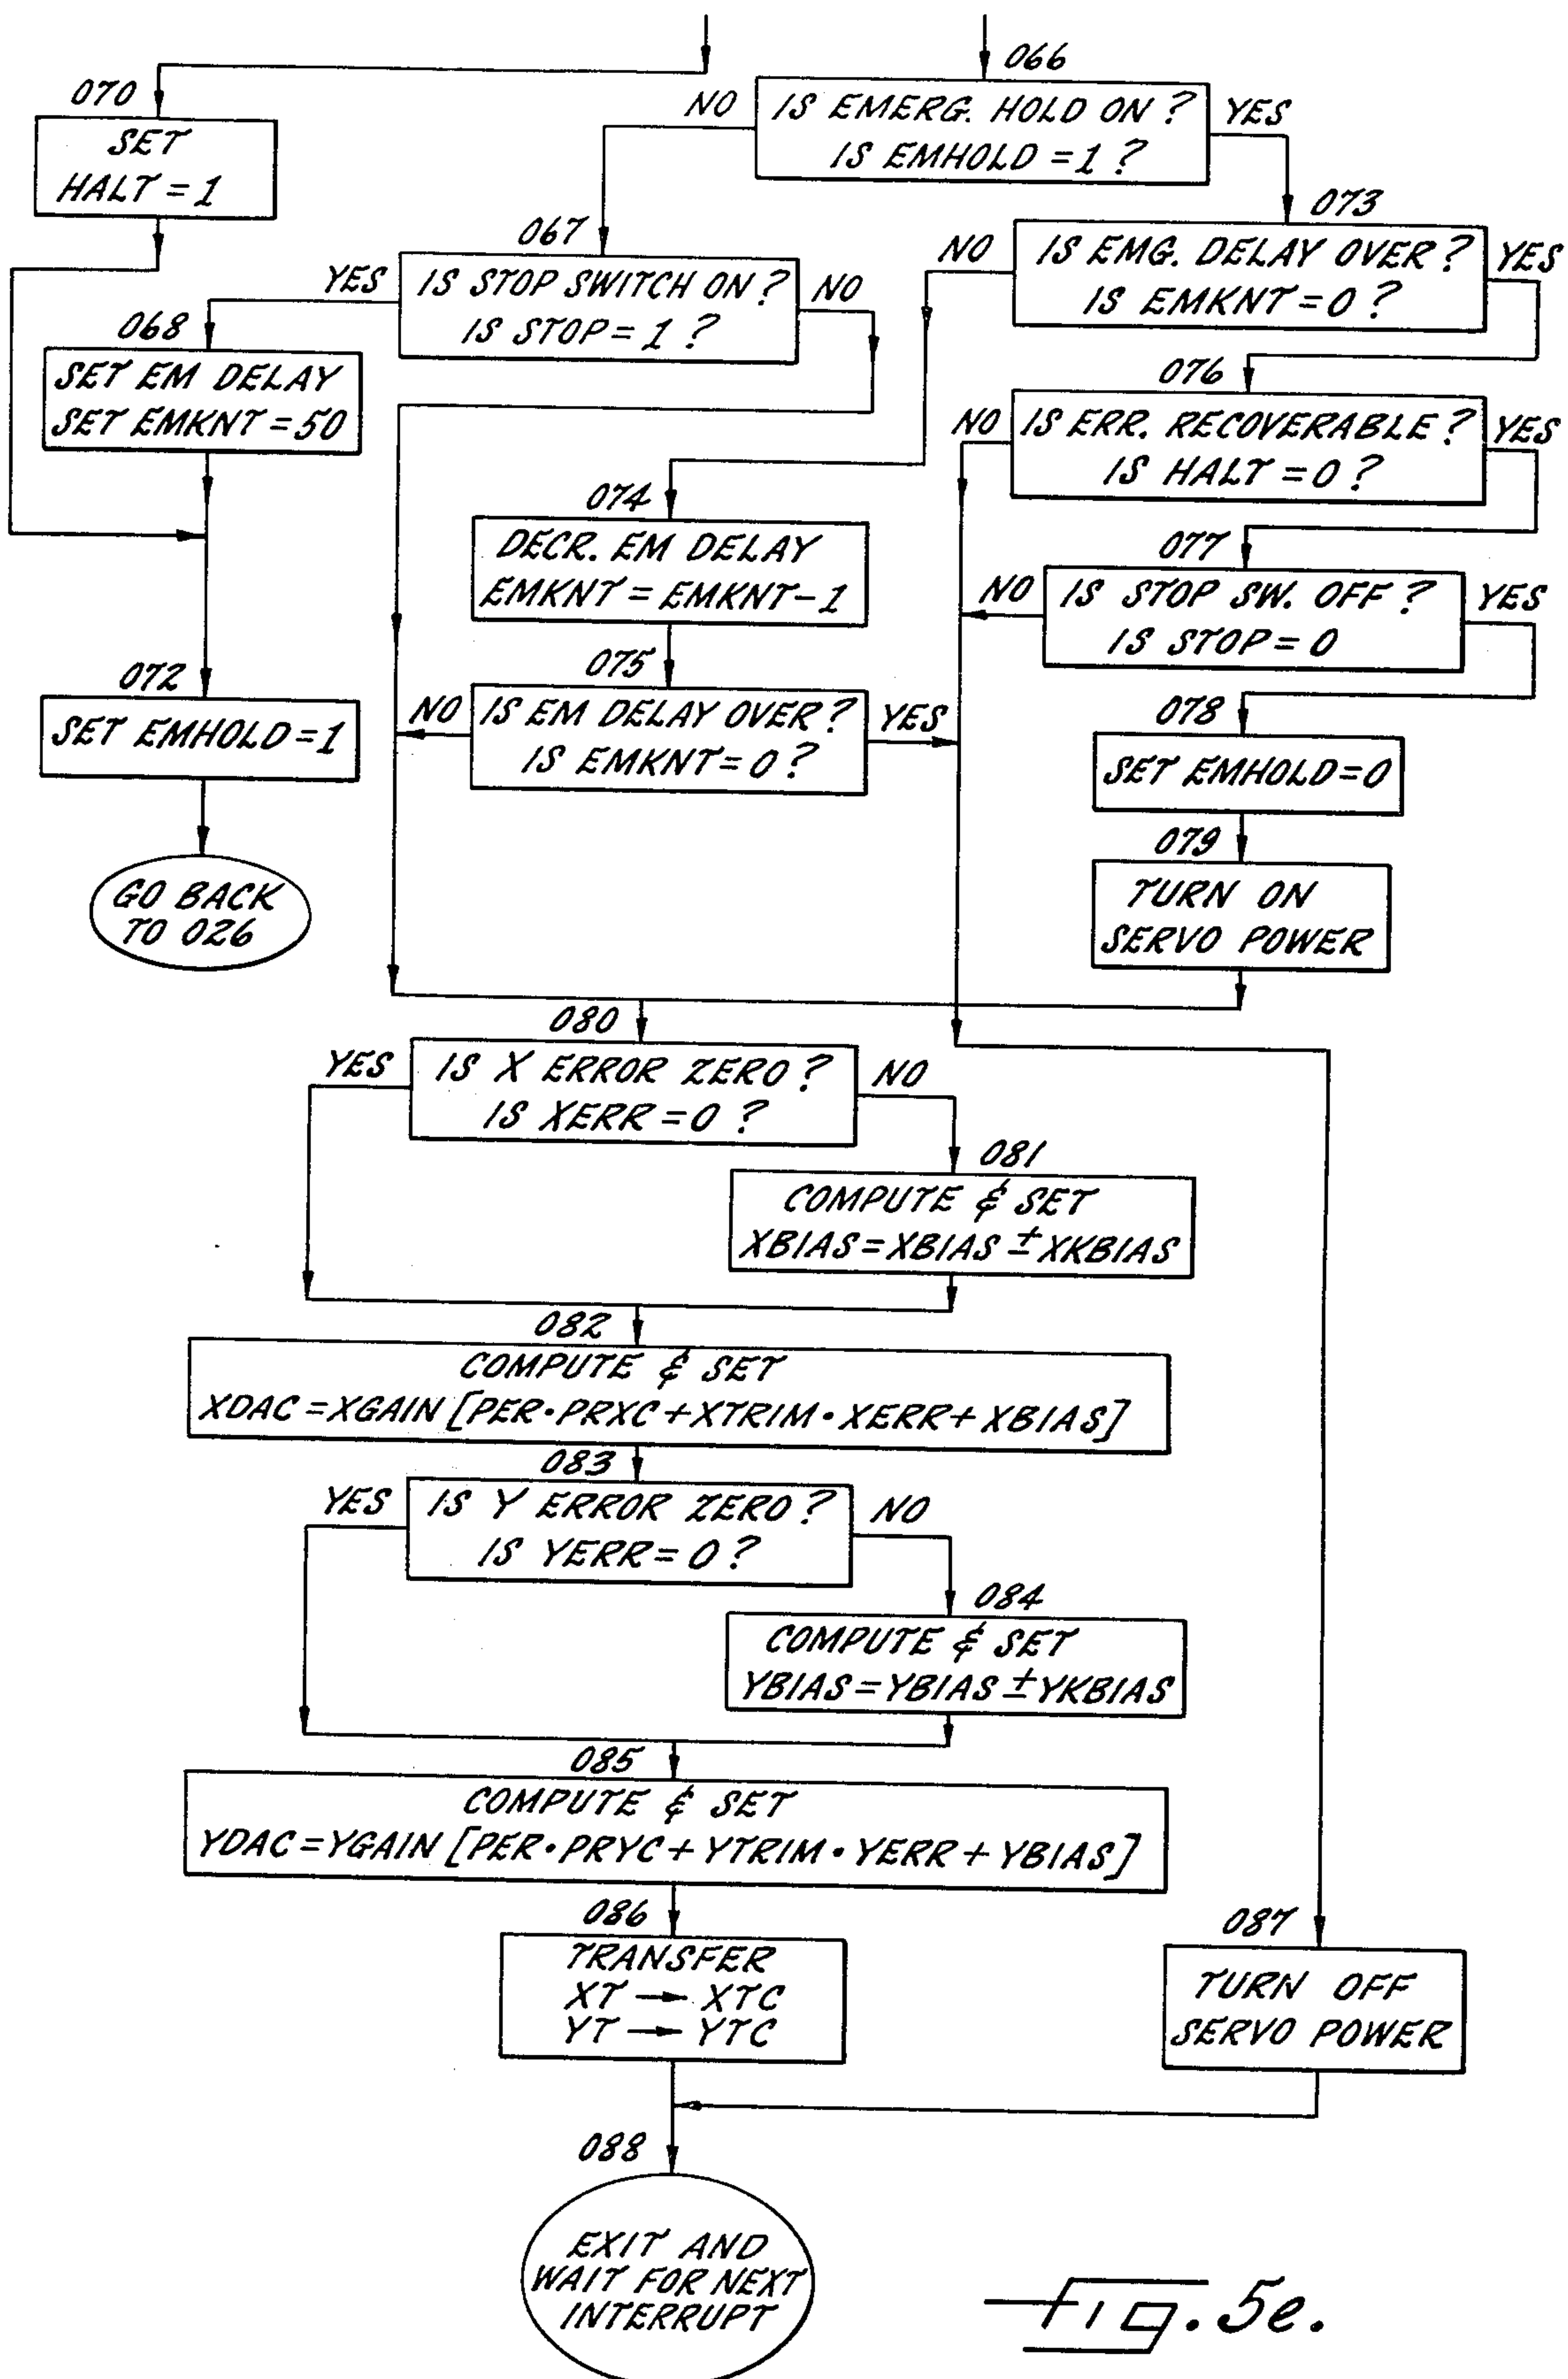 066
070
NO
IS EMERG. HOLD ON ?
YES
IS EMHOLD = 1 ?
SET
HALT = 1
073
067
NO
IS EMG. DELAY OVER ?
YES
IS EMKNT = 0 ?
YES
IS STOP SWITCH ON ?
NO
IS STOP = 1 ?
068
SET EM DELAY
SET EMKNT = 50
076
NO
IS ERR. RECOVERABLE ?
YES
IS HALT = 0 ?
074
DECR. EM DELAY
EMKNT = EMKNT - 1
077
NO
IS STOP SW. OFF ?
YES
IS STOP = 0
075
072
SET EMHOLD = 1
NO
IS EM DELAY OVER ?
YES
IS EMKNT = 0 ?
078
SET EMHOLD = 0
079
TURN ON
SERVO POWER
GO BACK
TO 026
080
YES
IS X ERROR ZERO ?
NO
IS XERR = 0 ?
081
COMPUTE & SET
XBIAS = XBIAS ± XKBIAS
082
COMPUTE & SET
XDAC = XGAIN [PER • PRXC + XTRIM • XERR + XBIAS]
083
YES
IS Y ERROR ZERO ?
NO
IS YERR = 0 ?
084
COMPUTE & SET
YBIAS = YBIAS ± YKBIAS
085
COMPUTE & SET
YDAC = YGAIN [PER • PRYC + YTRIM • YERR + YBIAS]
086
TRANSFER
XT → XTC
YT → YTC
087
TURN OFF
SERVO POWER
088
EXIT AND
WAIT FOR NEXT
INTERRUPT
Fig. 5e.